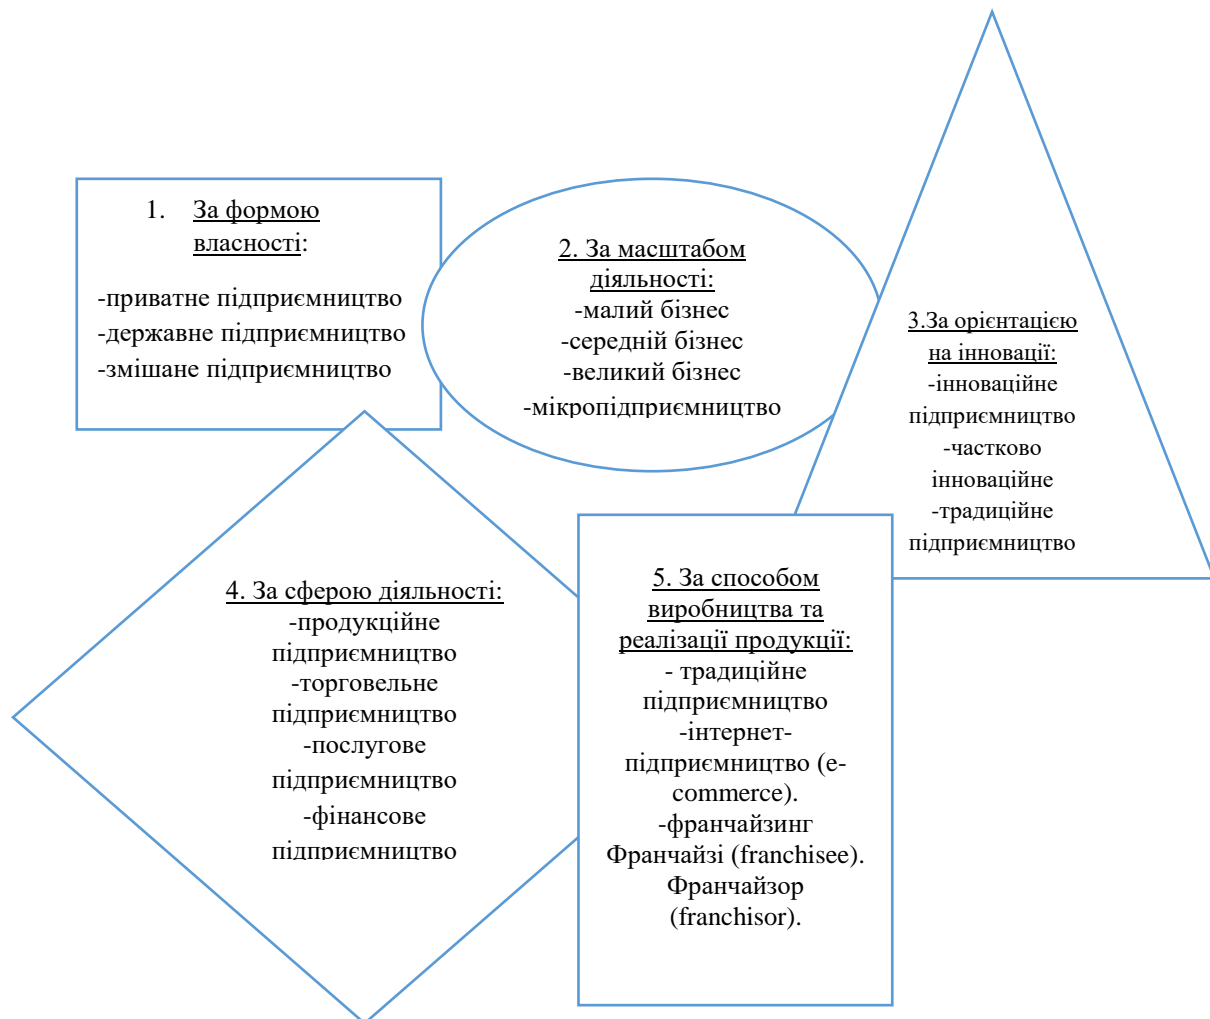 1. За формою
власності:
-приватне підприємництво
-державне підприємництво
-змішане підприємництво
2. За масштабом
діяльності:
-малий бізнес
-середній бізнес
-великий бізнес
-мікропідприємництво
3.За орієнтацією
на інновації:
-інноваційне
підприємництво
-частково
інноваційне
-традиційне
підприємництво
4. За сферою діяльності:
-продукційне
підприємництво
-торговельне
підприємництво
-послугове
підприємництво
-фінансове
підприємництво
5. За способом
виробництва та
реалізації продукції:
- традиційне
підприємництво
-інтернет-
підприємництво (e-
commerce).
-франчайзинг
Франчайзі (franchisee).
Франчайзор
(franchisor).